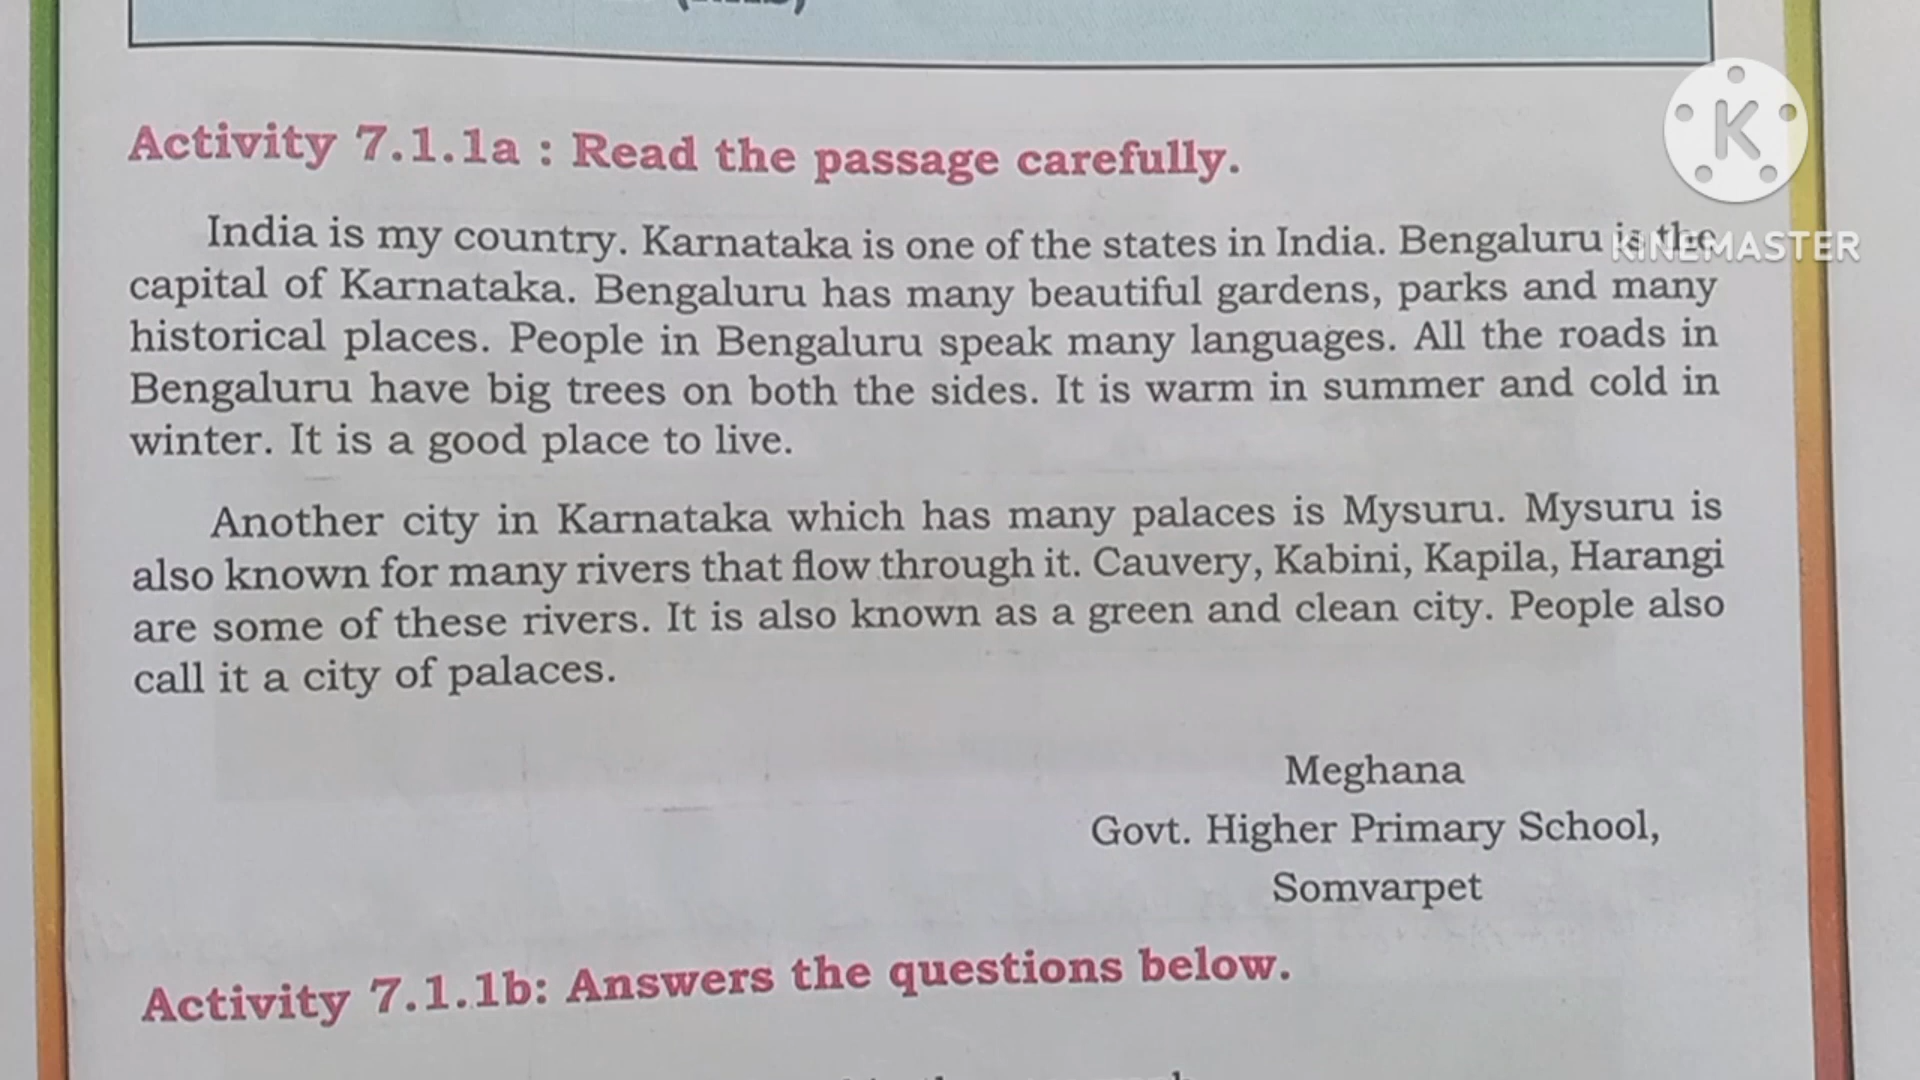 Activity 7.1.1a : Read the passage carefully.
K
KINEMASTER
India is my country. Karnataka is one of the states in India. Bengaluru is the
capital of Karnataka. Bengaluru has many beautiful gardens, parks and many
historical places. People in Bengaluru speak many languages. All the roads in
Bengaluru have big trees on both the sides. It is warm in summer and cold in
winter. It is a good place to live.
Another city in Karnataka which has many palaces is Mysuru. Mysuru is
also known for many rivers that flow through it. Cauvery, Kabini, Kapila, Harangi
are some of these rivers. It is also known as a green and clean city. People also
call it a city of palaces.
Meghana
Govt. Higher Primary School,
Somvarpet
Activity 7.1.1b: Answers the questions below.